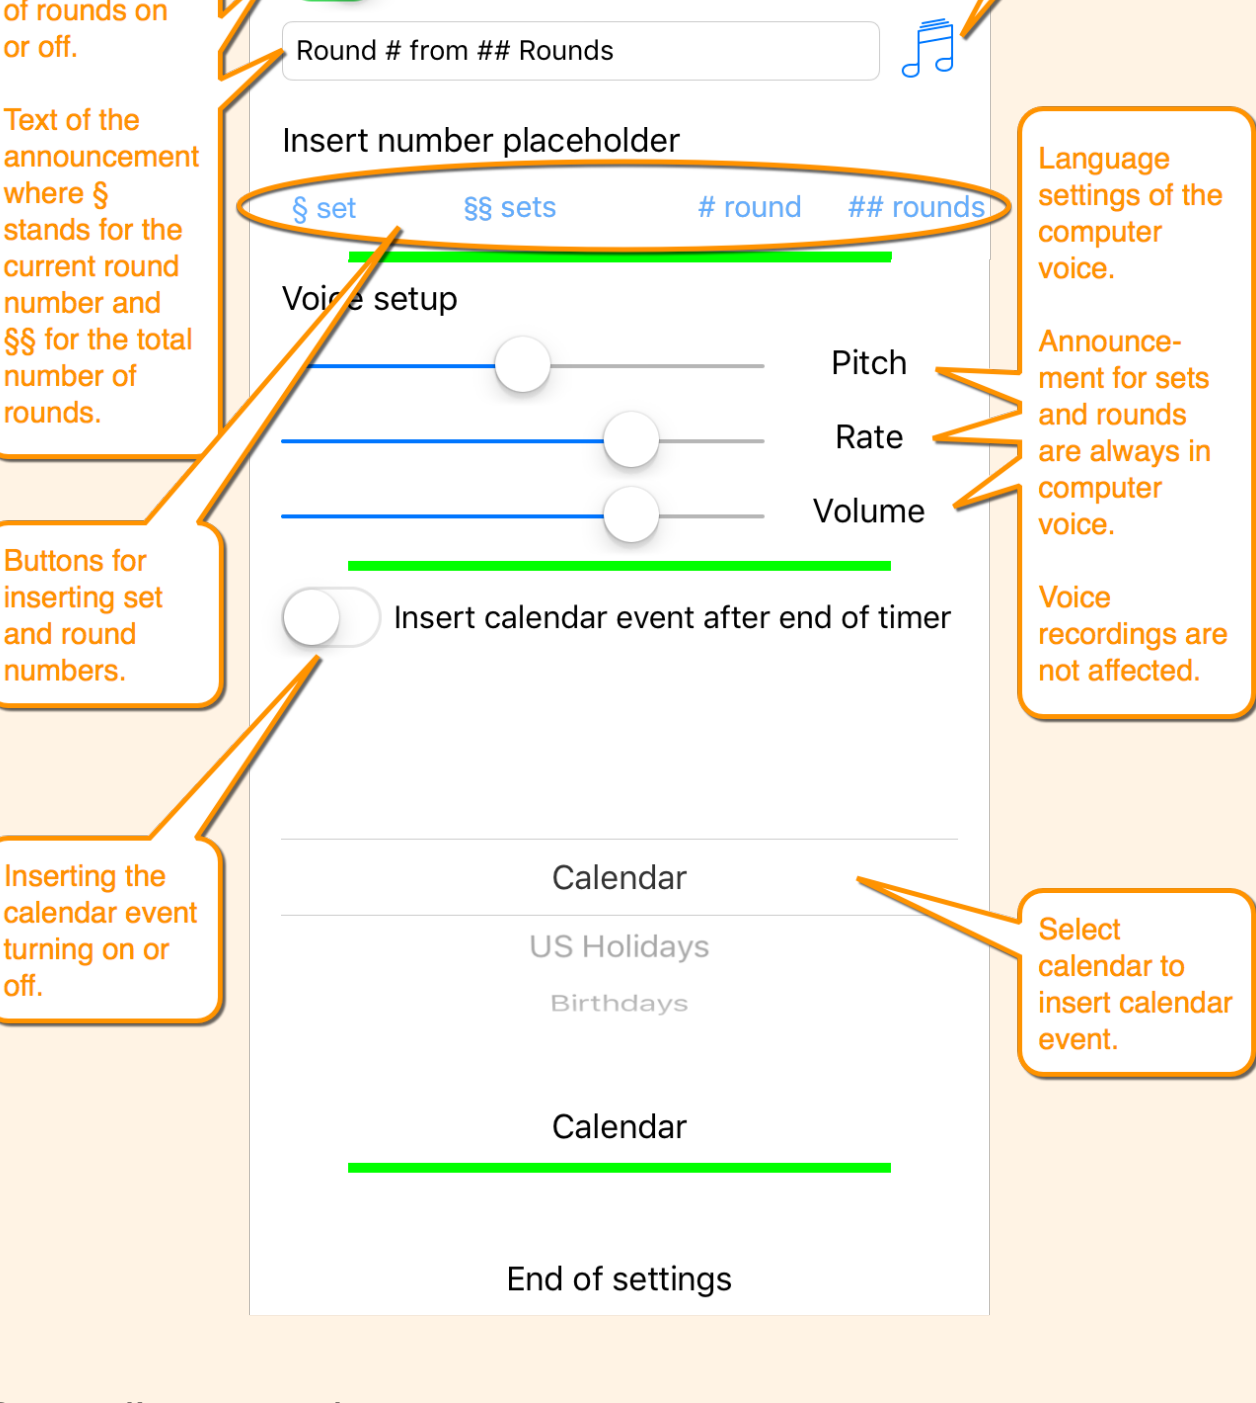 of rounds on
or off.
Round # from ## Rounds
Text of the
announcement
where §
stands for the
current round
number and
§§ for the total
number of
rounds.
Insert number placeholder
§ set §§ sets # round ## rounds
Language
settings of the
computer
voice.
Announce-
ment for sets
and rounds
are always in
computer
voice.
Voice
recordings are
not affected.
Voice setup
Pitch
Rate
Volume
Buttons for
inserting set
and round
numbers.
Insert calendar event after end of timer
Inserting the
calendar event
turning on or
off.
Calendar
US Holidays
Birthdays
Select
calendar to
insert calendar
event.
Calendar
End of settings